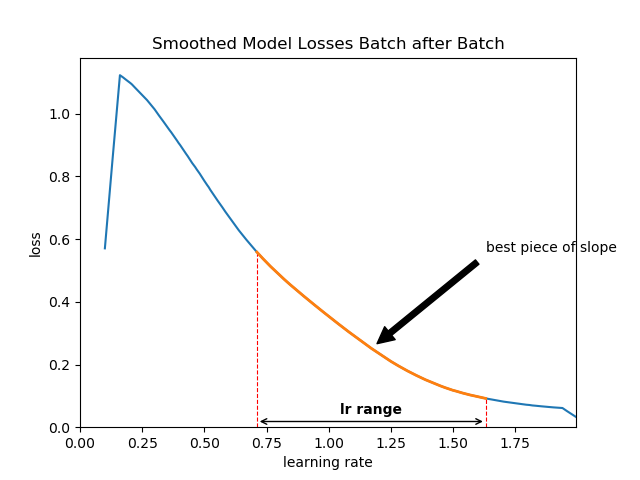 Smoothed Model Losses Batch after Batch
1.0
0.8
0.6
0.4
0.2
0.0
loss
best piece of slope
lr range
0.00 0.25 0.50 0.75 1.00 1.25 1.50 1.75
learning rate